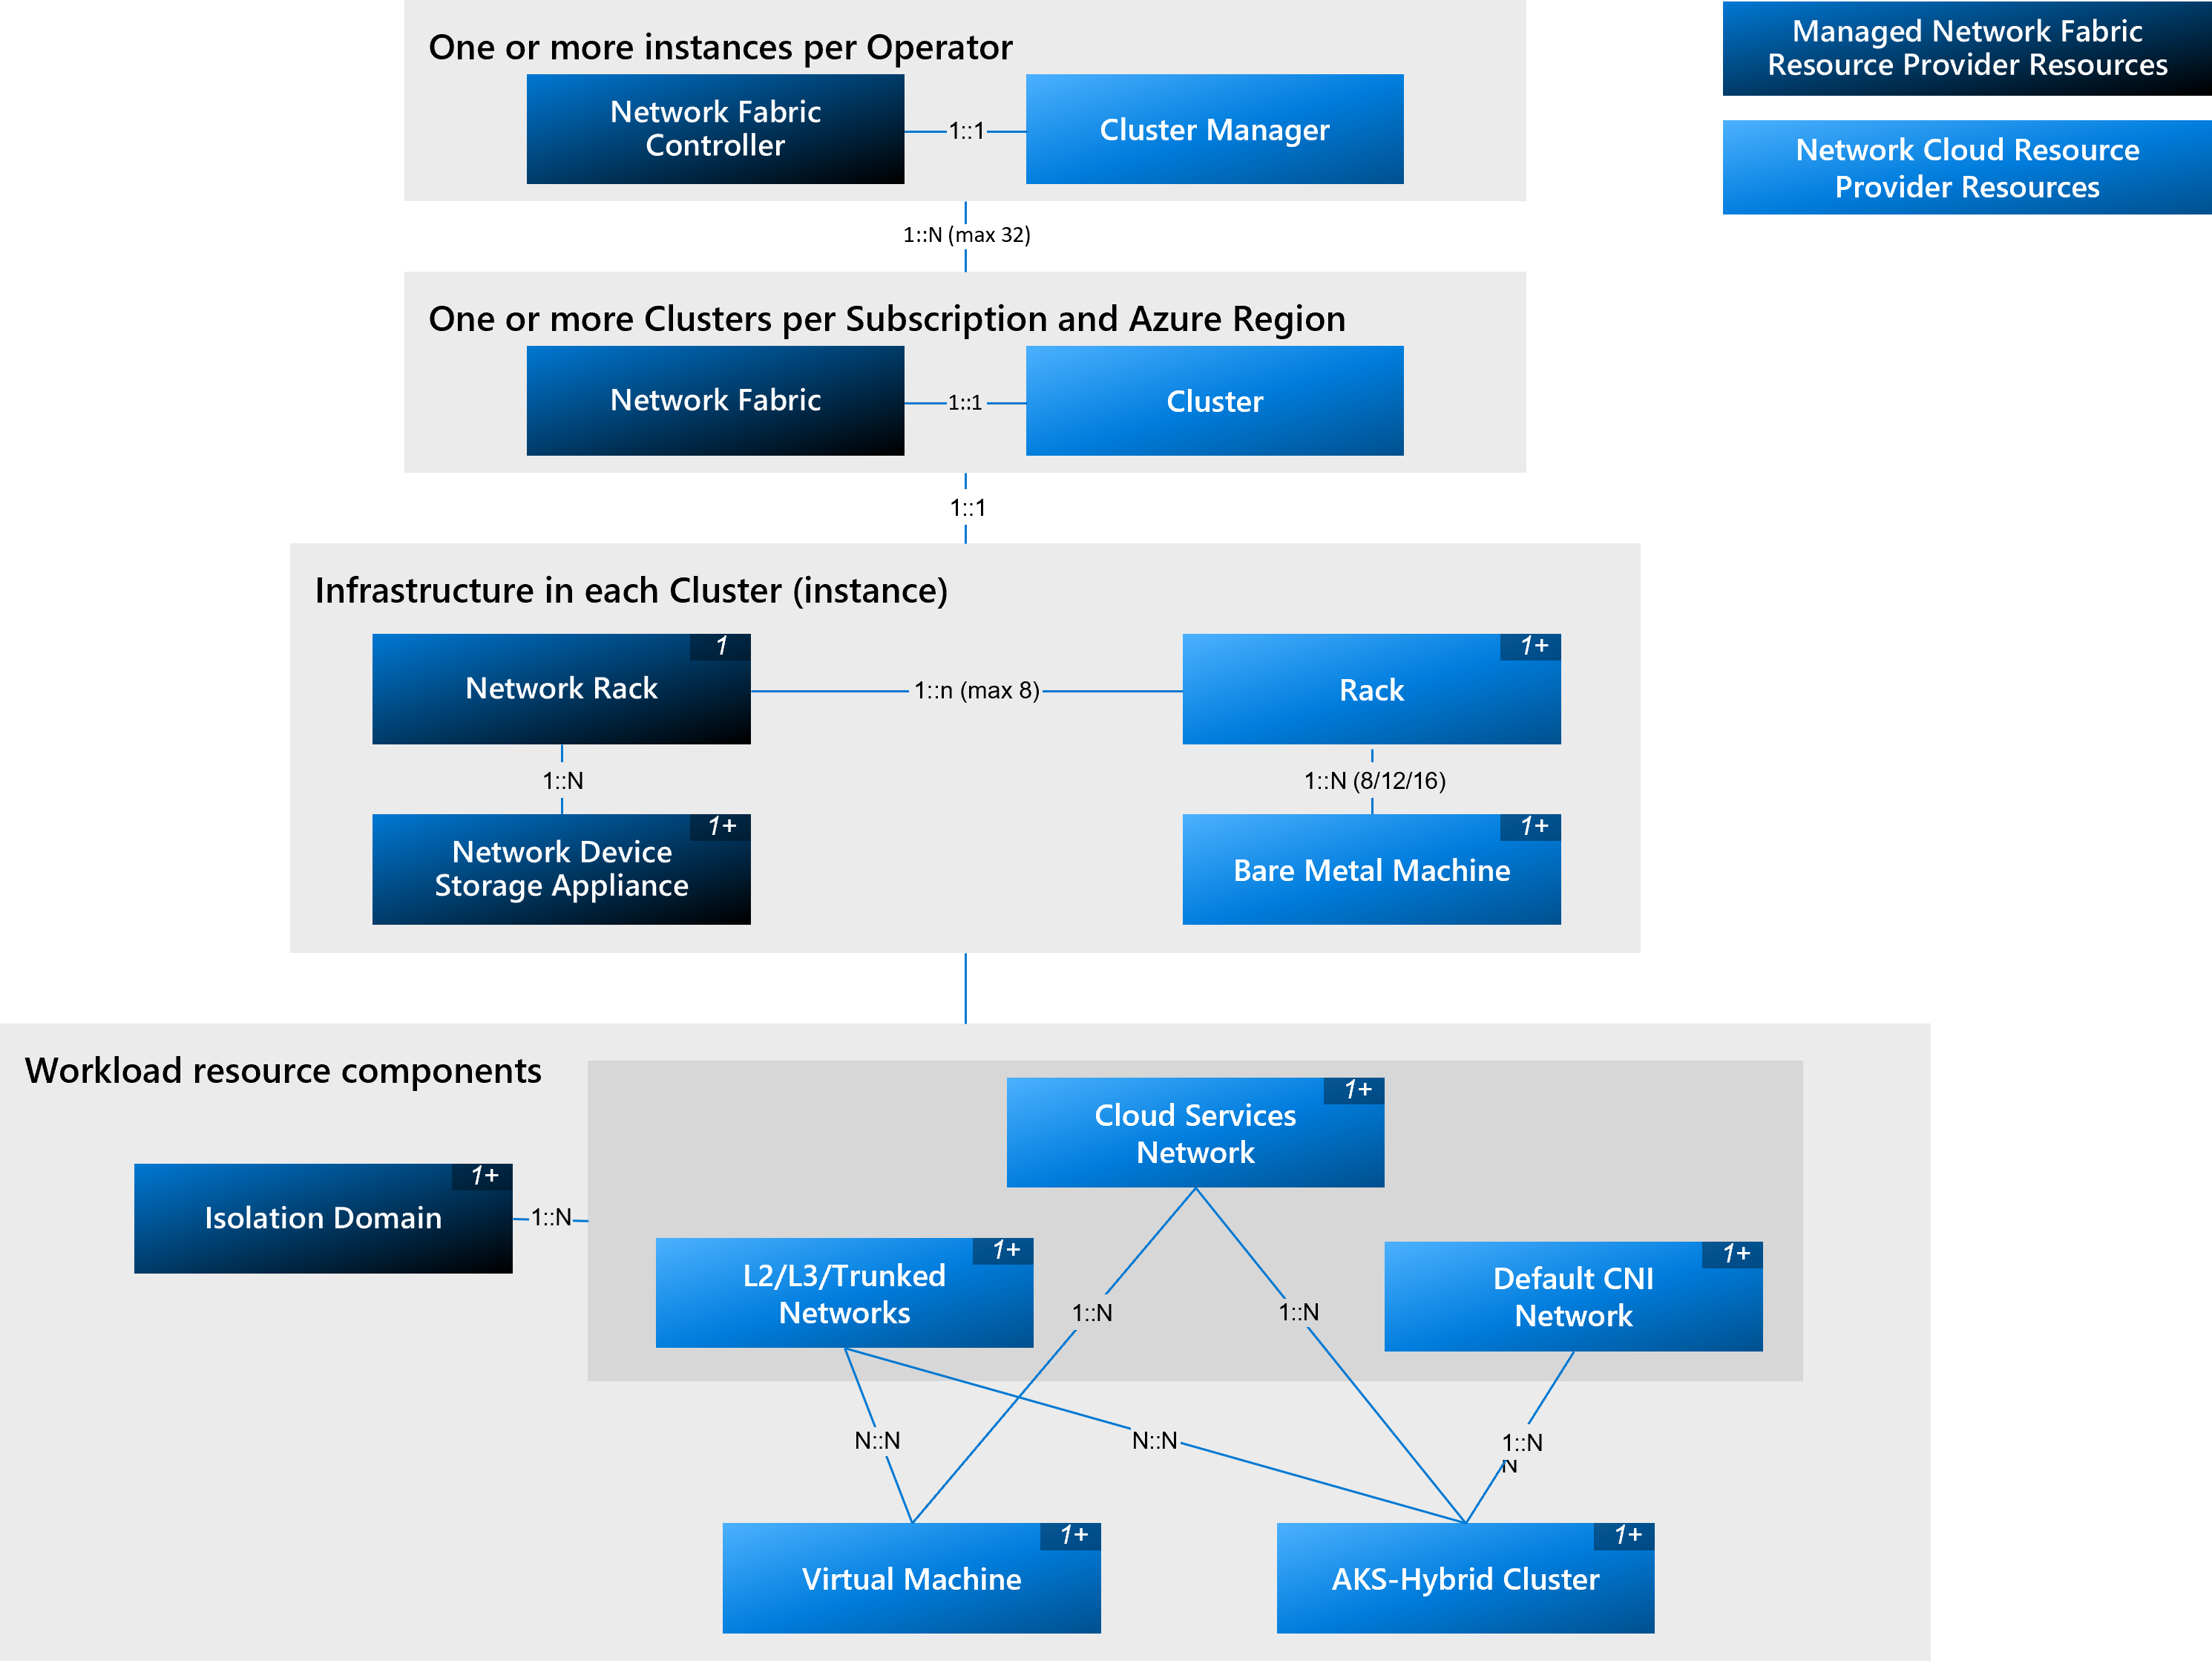 One or more instances per Operator
Network Fabric
Controller
1::1
Cluster Manager
Managed Network Fabric
Resource Provider Resources
Network Cloud Resource
Provider Resources
1::N (max 32)
One or more Clusters per Subscription and Azure Region
Network Fabric
1::1
Cluster
1::1
Infrastructure in each Cluster (instance)
1
Network Rack
1::n (max 8)
1+
Rack
1::N
1::N (8/12/16)
1+
Network Device
Storage Appliance
1+
Bare Metal Machine
Workload resource components
1+
Cloud Services
Network
1+
Isolation Domain
1::N
1+
L2/L3/Trunked
Networks
1+
Default CNI
Network
1::N
1::N
N::N
N::N
1::N
N
1+
Virtual Machine
1+
AKS-Hybrid Cluster